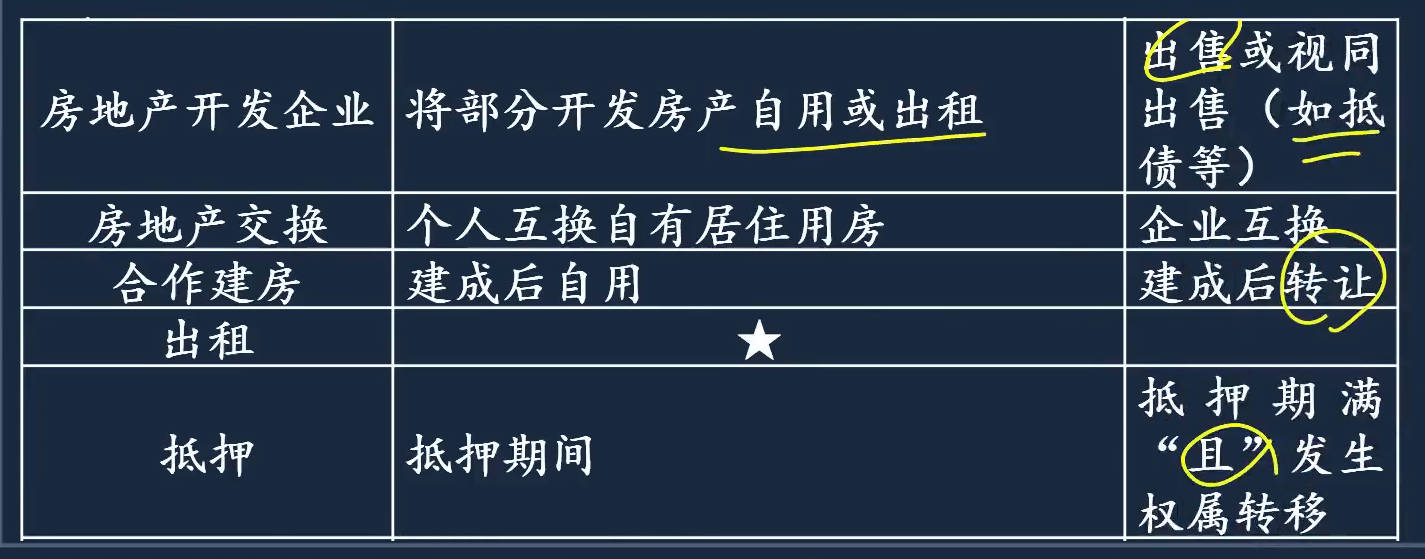 房地产开发企业 将部分开发房产自用或出租 出售或视同
出售（如抵
债等）
房地产交换 个人互换自有居住用房 企业互换
合作建房 建成后自用 建成后转让
出租 ★
抵押 抵押期间 抵押期满
“且”发生
权属转移